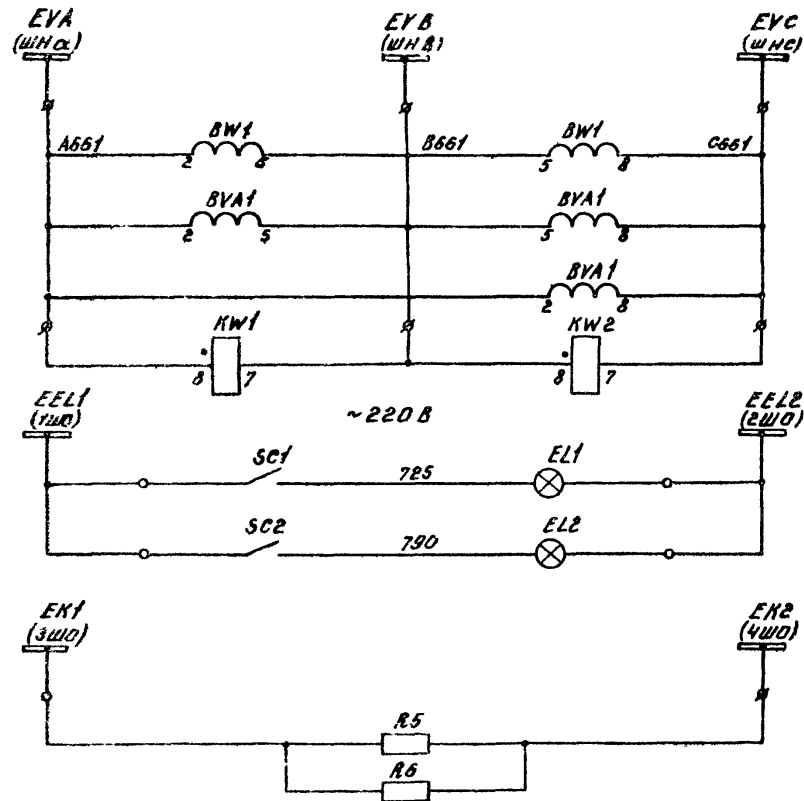 EVA EVB EVC
(ШНа) (ШНВ) (ШНС)
A661 BW1 B661 BW1 C661
2 6 5 8
BVA1 BVA1
2 5 5 8
BVA1
2 8
KW1 KW2
8 7 8 7
EEL1 ~220В EEL2
(1ШО) (2ШО)
SC1 725 EL1
SC2 790 EL2
EK1 EK2
(3ШО) (4ШО)
R5
R6